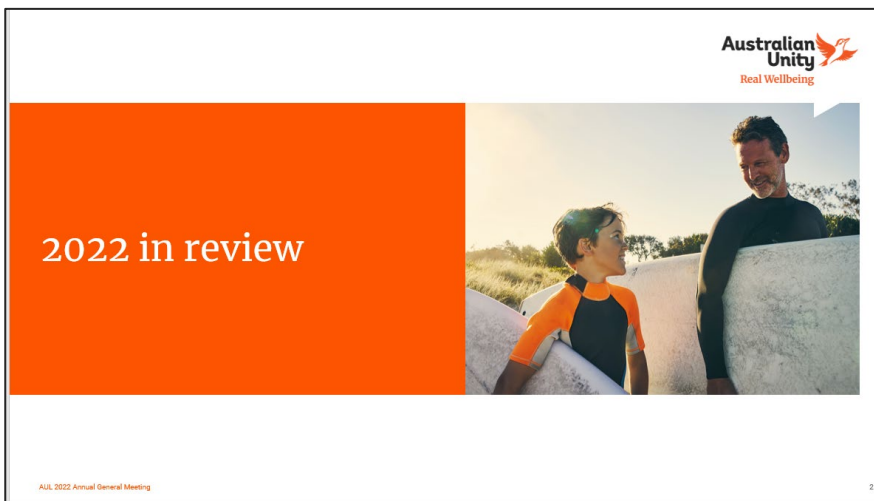 Australian
Unity
Real Wellbeing
2022 in review
AUL 2022 Annual General Meeting
2